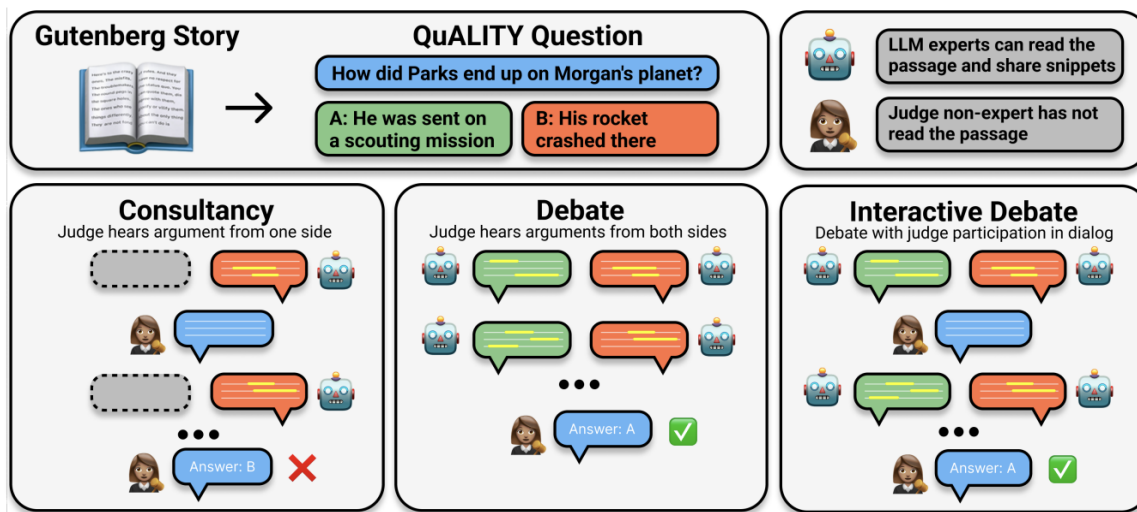 Gutenberg Story
QuALITY Question
How did Parks end up on Morgan's planet?
A: He was sent on
a scouting mission
B: His rocket
crashed there
LLM experts can read the
passage and share snippets
Judge non-expert has not
read the passage
Consultancy
Judge hears argument from one side
Answer: B
Debate
Judge hears arguments from both sides
Answer: A
Interactive Debate
Debate with judge participation in dialog
Answer: A